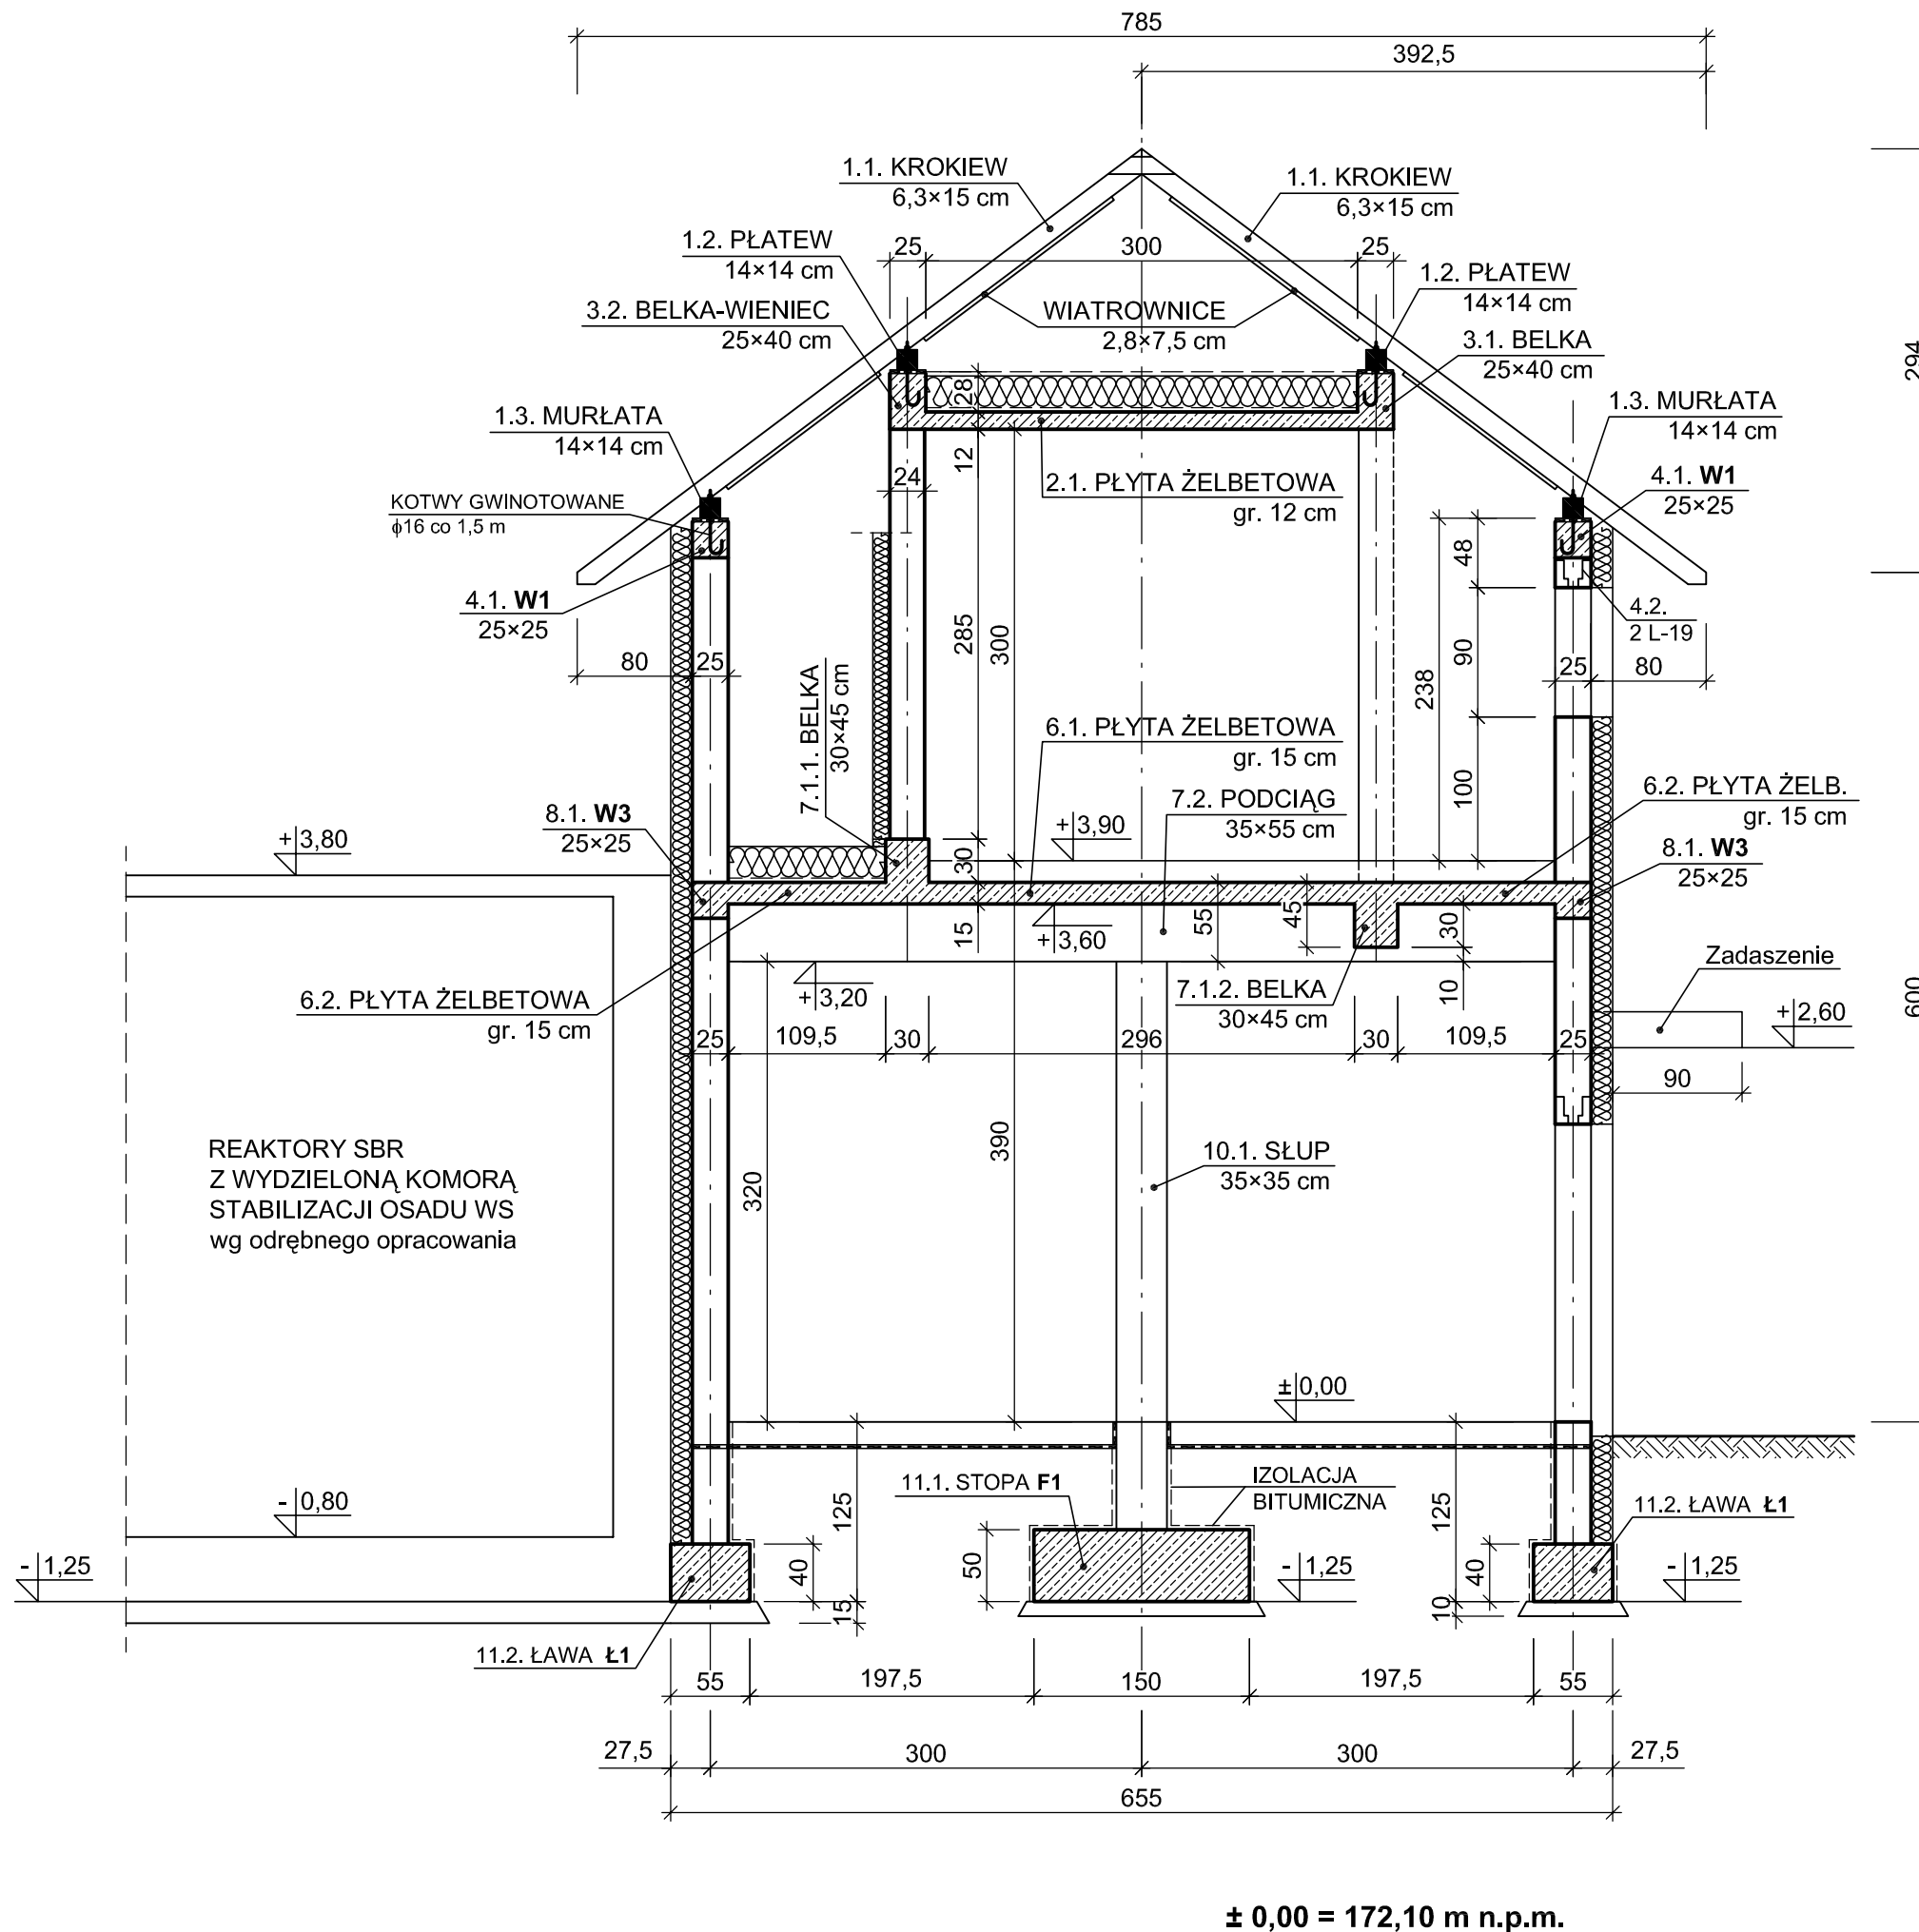 785
392,5
1.1. KROKIEW
6,3×15 cm
1.1. KROKIEW
6,3×15 cm
1.2. PŁATEW
14×14 cm
25
300
25
1.2. PŁATEW
14×14 cm
3.2. BELKA-WIENIEC
25×40 cm
WIATROWNICE
2,8×7,5 cm
3.1. BELKA
25×40 cm
294
28
1.3. MURŁATA
14×14 cm
1.3. MURŁATA
14×14 cm
12
24
2.1. PŁYTA ŻELBETOWA
gr. 12 cm
4.1. W1
25×25
KOTWY GWINOTOWANE
ϕ16 co 1,5 m
48
4.1. W1
25×25
4.2.
2 L-19
285
300
90
238
80
25
25
80
7.1.1. BELKA
30×45 cm
6.1. PŁYTA ŻELBETOWA
gr. 15 cm
100
7.2. PODCIĄG
35×55 cm
6.2. PŁYTA ŻELB.
gr. 15 cm
8.1. W3
25×25
+3,80
+3,90
30
8.1. W3
25×25
15
+3,60
55
45
30
Zadaszenie
+3,20
7.1.2. BELKA
30×45 cm
10
6.2. PŁYTA ŻELBETOWA
gr. 15 cm
600
+2,60
25
109,5
30
296
30
109,5
25
90
REAKTORY SBR
Z WYDZIELONĄ KOMORĄ
STABILIZACJI OSADU WS
wg odrębnego opracowania
320
390
10.1. SŁUP
35×35 cm
±0,00
11.1. STOPA F1
IZOLACJA
BITUMICZNA
-0,80
125
125
11.2. ŁAWA Ł1
-1,25
40
50
-1,25
40
-1,25
15
10
11.2. ŁAWA Ł1
55
197,5
150
197,5
55
27,5
300
300
27,5
655
± 0,00 = 172,10 m n.p.m.